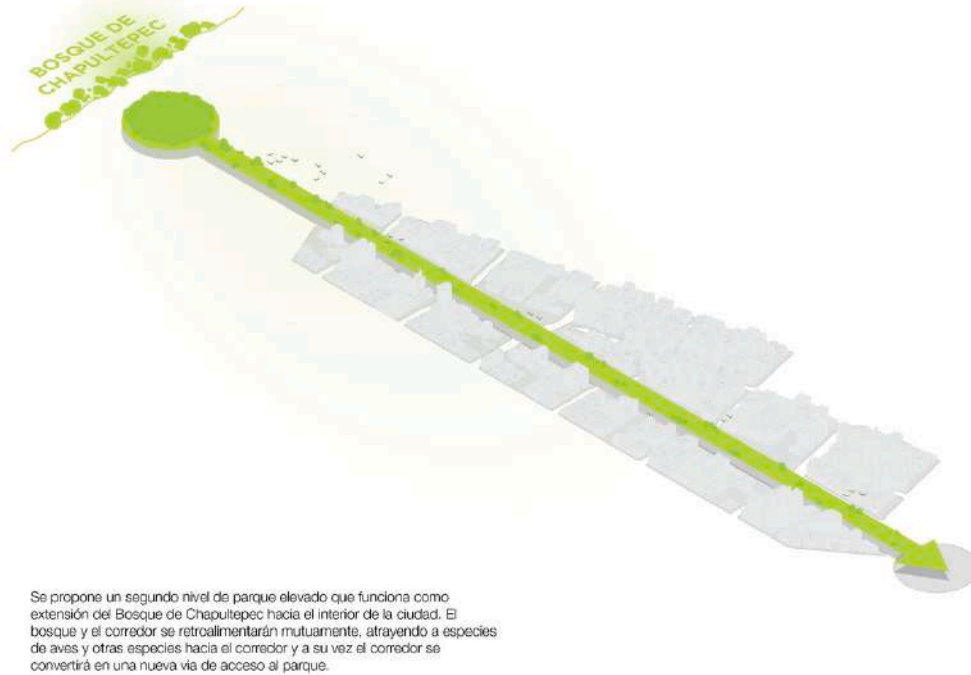 BOSQUE DE
CHAPULTEPEC
Se propone un segundo nivel de parque elevado que funciona como
extensión del Bosque de Chapultepec hacia el interior de la ciudad. El
bosque y el corredor se retroalimentarán mutuamente, atrayendo a especies
de aves y otras especies hacia el corredor y a su vez el corredor se
convertirá en una nueva via de acceso al parque.